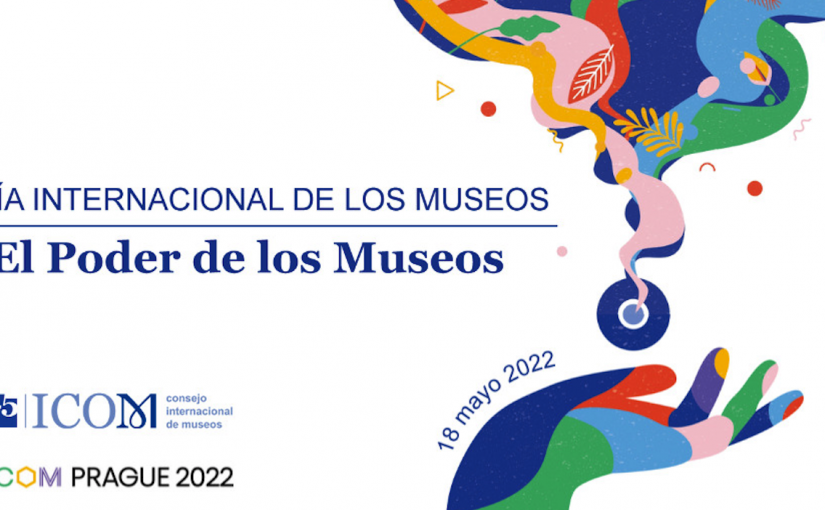 ÍA INTERNACIONAL DE LOS MUSEOS
El Poder de los Museos
18 mayo 2022
5 ICOM consejo
internacional
de museos
COM PRAGUE 2022